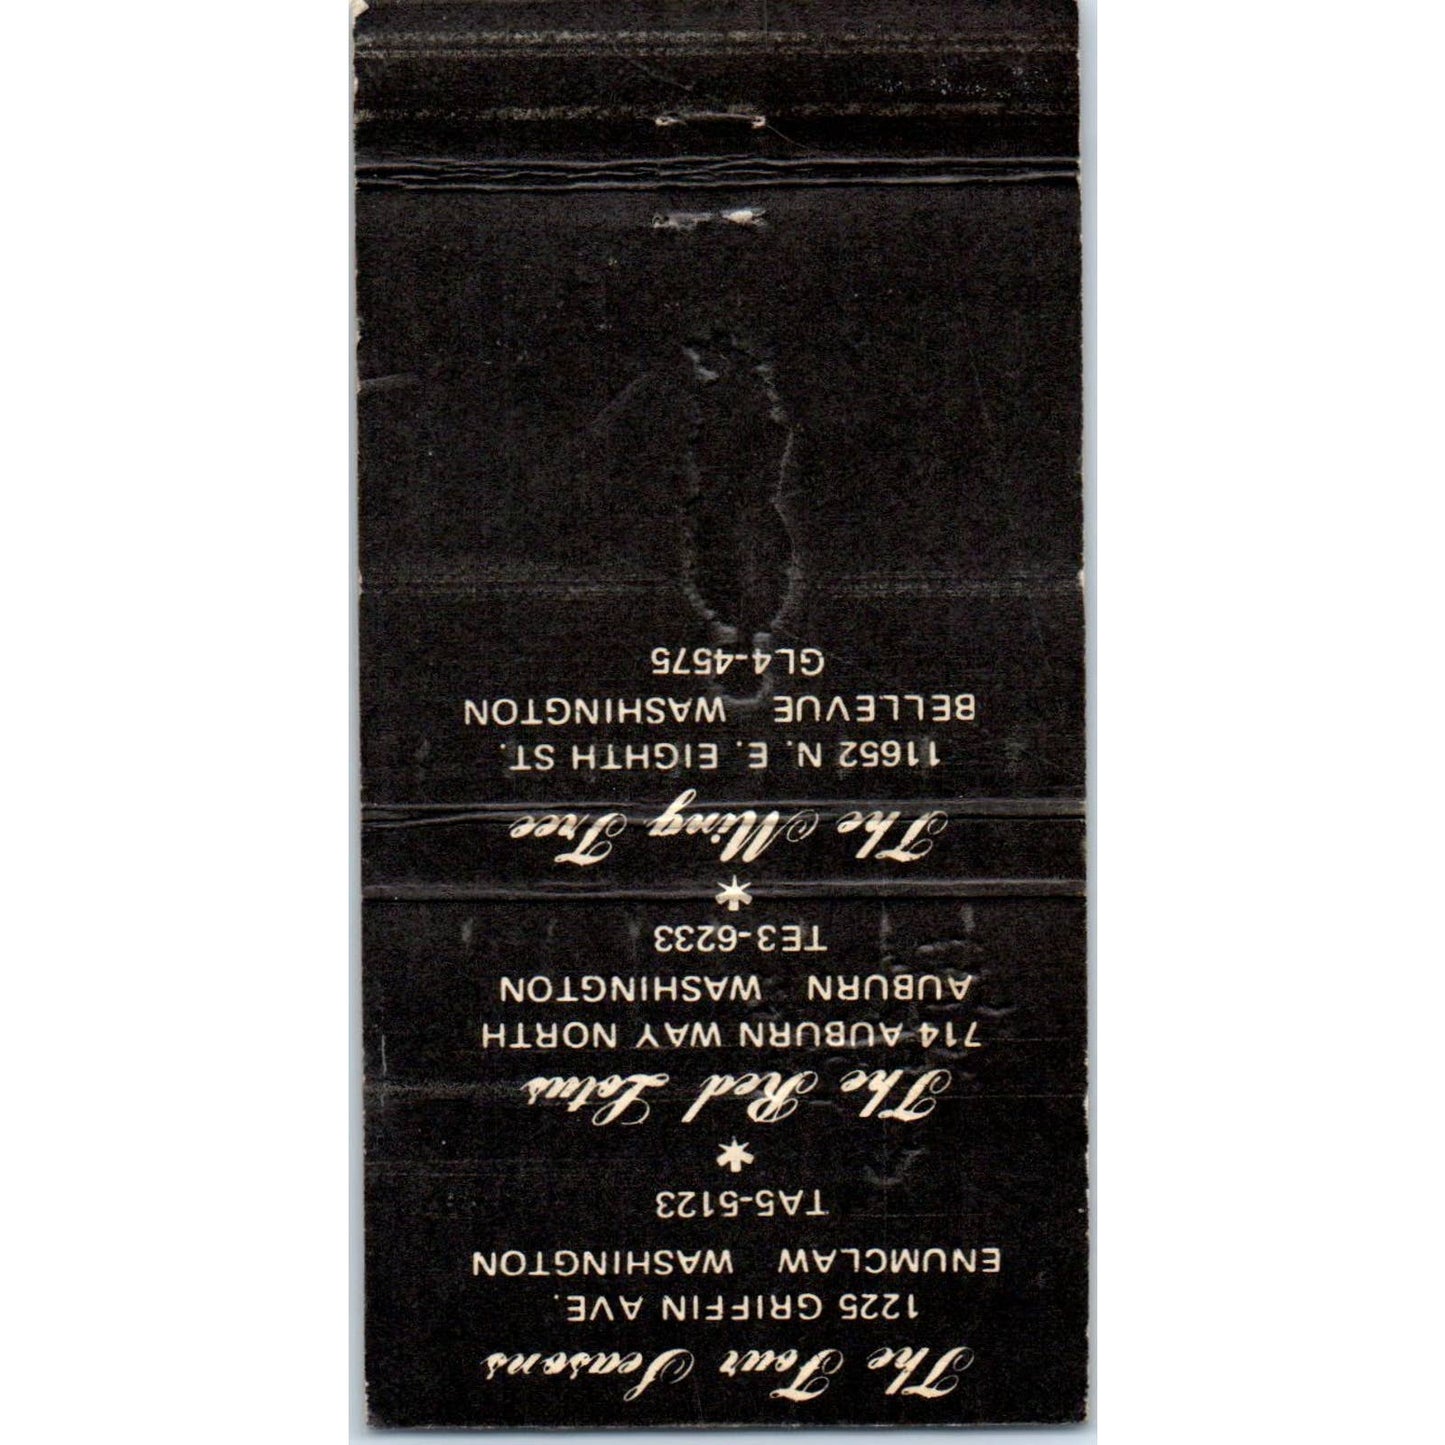 The Four Seasons
1225 GRIFFIN AVE.
ENUMCLAW WASHINGTON
TA5-5123
*
The Red Lotus
714 AUBURN WAY NORTH
AUBURN WASHINGTON
TE3-6233
*
The Ming Tree
11652 N. E. EIGHTH ST.
BELLEVUE WASHINGTON
GL4-4575